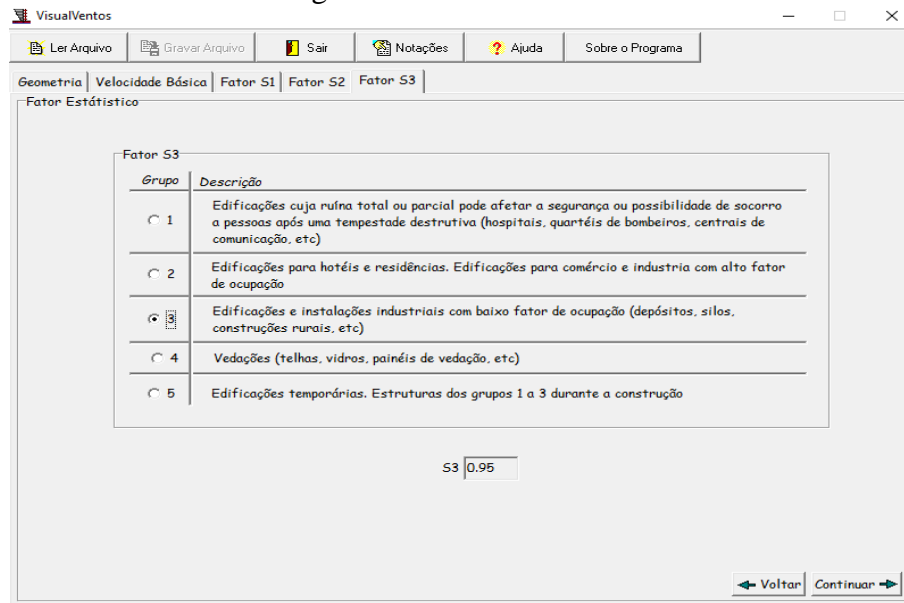 VisualVentos
Ler Arquivo Gravar Arquivo Sair Notações ? Ajuda Sobre o Programa
Geometria Velocidade Básica Fator S1 Fator S2 Fator S3
Fator Estátistico
Fator S3
Grupo Descrição
1 Edificações cuja ruína total ou parcial pode afetar a segurança ou possibilidade de socorro
a pessoas após uma tempestade destrutiva (hospitais, quartéis de bombeiros, centrais de
comunicação, etc)
2 Edificações para hotéis e residências. Edificações para comércio e industria com alto fator
de ocupação
3 Edificações e instalações industriais com baixo fator de ocupação (depósitos, silos,
construções rurais, etc)
4 Vedações (telhas, vidros, painéis de vedação, etc)
5 Edificações temporárias. Estruturas dos grupos 1 a 3 durante a construção
S3 0.95
Voltar Continuar